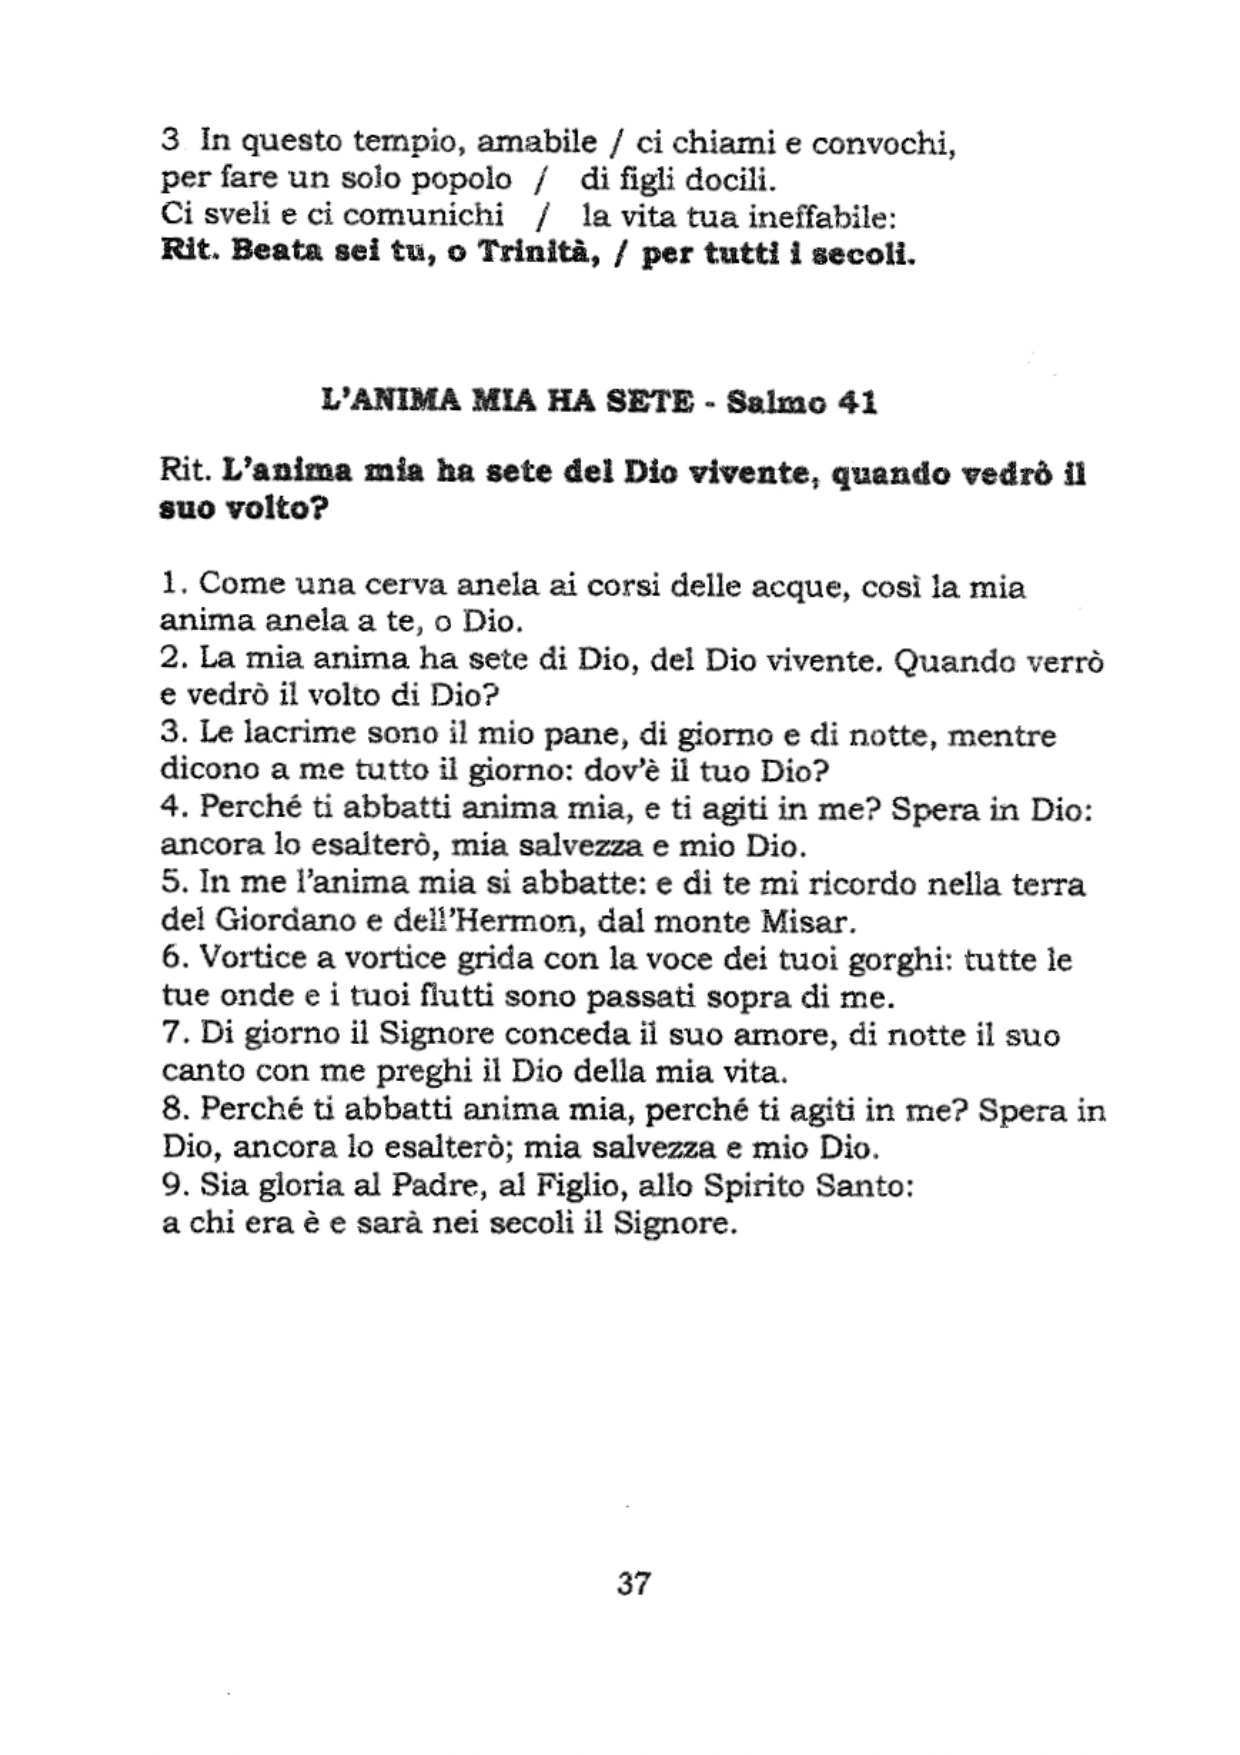 3 In questo tempio, amabile / ci chiami e convochi,
per fare un solo popolo / di figli docili.
Ci sveli e ci comunichi / la vita tua ineffabile:
Rit. Beata sei tu, o Trinità, / per tutti i secoli.
L'ANIMA MIA HA SETE - Salmo 41
Rit. L'anima mia ha sete del Dio vivente, quando vedrò il
suo volto?
1. Come una cerva anela ai corsi delle acque, così la mia
anima anela a te, o Dio.
2. La mia anima ha sete di Dio, del Dio vivente. Quando verrò
e vedrò il volto di Dio?
3. Le lacrime sono il mio pane, di giorno e di notte, mentre
dicono a me tutto il giorno: dov'è il tuo Dio?
4. Perché ti abbatti anima mia, e ti agiti in me? Spera in Dio:
ancora lo esalterò, mia salvezza e mio Dio.
5. In me l'anima mia si abbatte: e di te mi ricordo nella terra
del Giordano e dell'Hermon, dal monte Misar.
6. Vortice a vortice grida con la voce dei tuoi gorghi: tutte le
tue onde e i tuoi flutti sono passati sopra di me.
7. Di giorno il Signore conceda il suo amore, di notte il suo
canto con me preghi il Dio della mia vita.
8. Perché ti abbatti anima mia, perché ti agiti in me? Spera in
Dio, ancora lo esalterò; mia salvezza e mio Dio.
9. Sia gloria al Padre, al Figlio, allo Spirito Santo:
a chi era è e sarà nei secoli il Signore.
37